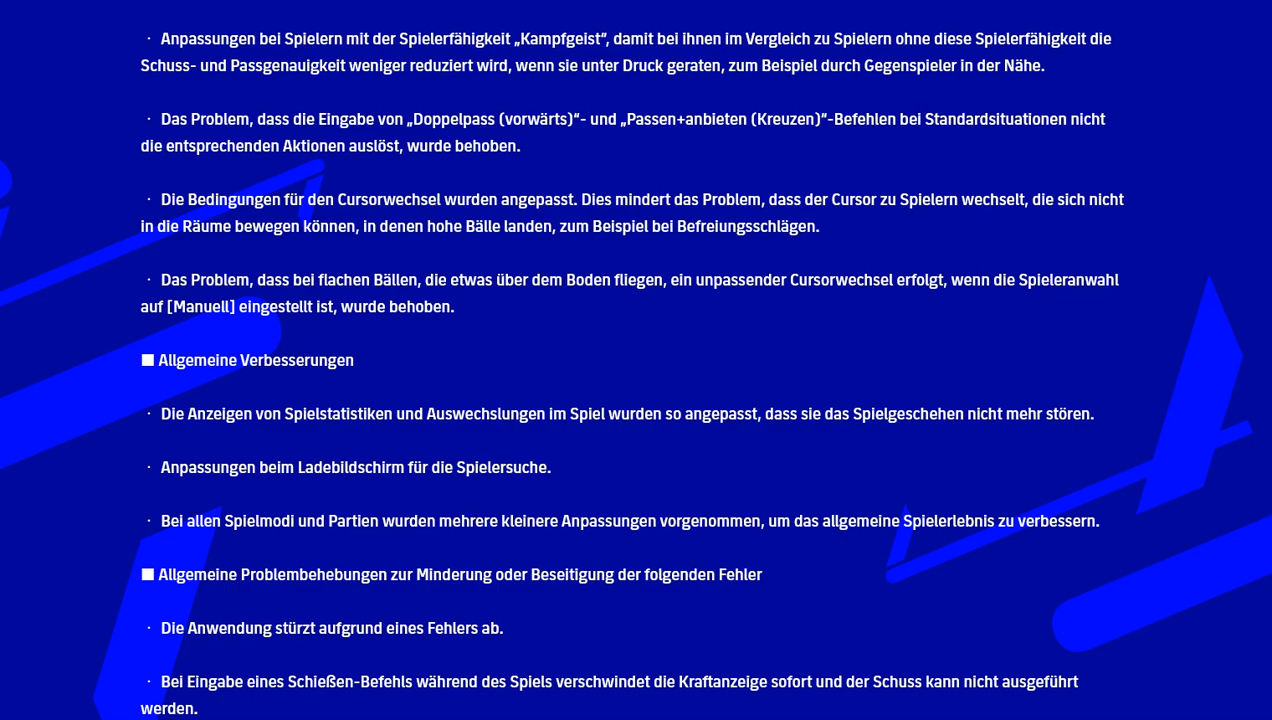 · Anpassungen bei Spielern mit der Spielerfähigkeit „Kampfgeist”, damit bei ihnen im Vergleich zu Spielern ohne diese Spielerfähigkeit die
Schuss- und Passgenauigkeit weniger reduziert wird, wenn sie unter Druck geraten, zum Beispiel durch Gegenspieler in der Nähe.
· Das Problem, dass die Eingabe von „Doppelpass (vorwärts)“- und „Passen+anbieten (Kreuzen)”-Befehlen bei Standardsituationen nicht
die entsprechenden Aktionen auslöst, wurde behoben.
· Die Bedingungen für den Cursorwechsel wurden angepasst. Dies mindert das Problem, dass der Cursor zu Spielern wechselt, die sich nicht
in die Räume bewegen können, in denen hohe Bälle landen, zum Beispiel bei Befreiungsschlägen.
· Das Problem, dass bei flachen Bällen, die etwas über dem Boden fliegen, ein unpassender Cursorwechsel erfolgt, wenn die Spieleranwahl
auf [Manuell] eingestellt ist, wurde behoben.
■ Allgemeine Verbesserungen
· Die Anzeigen von Spielstatistiken und Auswechslungen im Spiel wurden so angepasst, dass sie das Spielgeschehen nicht mehr stören.
· Anpassungen beim Ladebildschirm für die Spielersuche.
· Bei allen Spielmodi und Partien wurden mehrere kleinere Anpassungen vorgenommen, um das allgemeine Spielerlebnis zu verbessern.
■ Allgemeine Problembehebungen zur Minderung oder Beseitigung der folgenden Fehler
· Die Anwendung stürzt aufgrund eines Fehlers ab.
· Bei Eingabe eines Schießen-Befehls während des Spiels verschwindet die Kraftanzeige sofort und der Schuss kann nicht ausgeführt
werden.